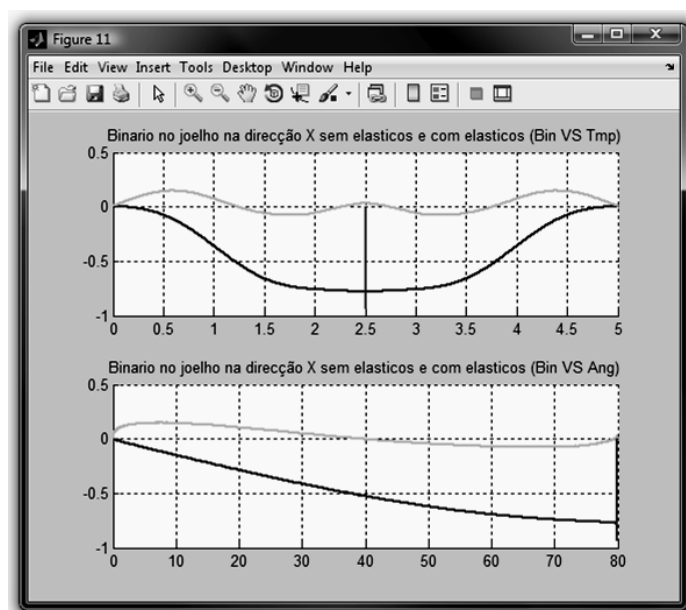 Figure 11
File Edit View Insert Tools Desktop Window Help
Binario no joelho na direcção X sem elasticos e com elasticos (Bin VS Tmp)
0.5
0
-0.5
-1
0 0.5 1 1.5 2 2.5 3 3.5 4 4.5 5
Binario no joelho na direcção X sem elasticos e com elasticos (Bin VS Ang)
0.5
0
-0.5
-1
0 10 20 30 40 50 60 70 80